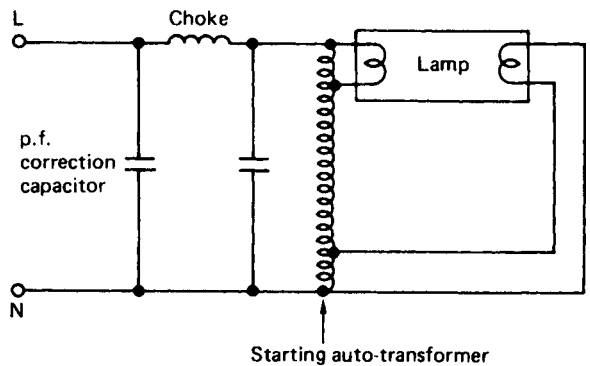 L
Choke
Lamp
p.f.
correction
capacitor
N
Starting auto-transformer